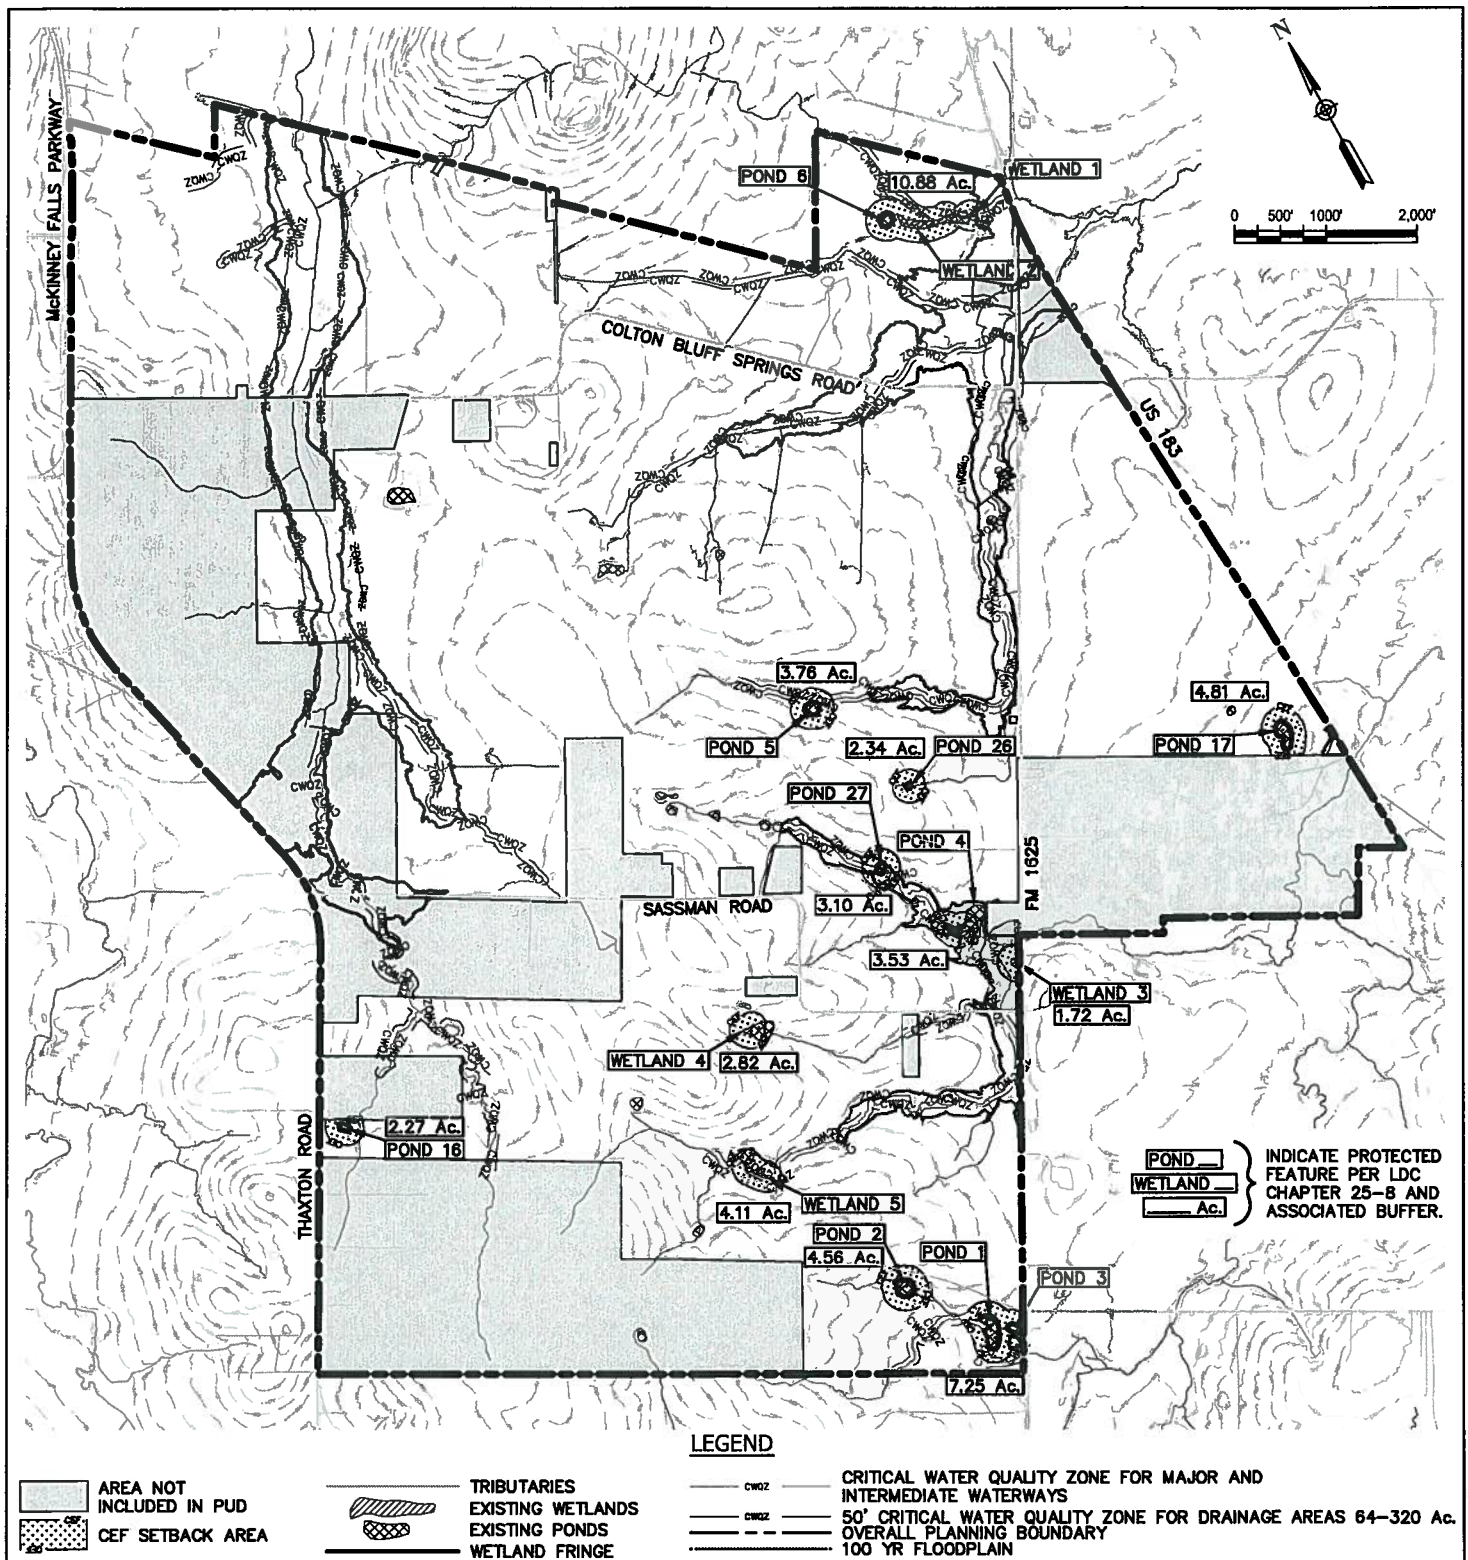 N
McKINNEY FALLS PARKWAY
POND 6
10.88 Ac.
WETLAND 1
0 500' 1000' 2,000'
WETLAND 2
COLTON BLUFF SPRINGS ROAD
US 183
3.76 Ac.
4.81 Ac.
POND 5
2.34 Ac.
POND 26
POND 17
POND 27
POND 4
FM 1625
3.10 Ac.
SASSMAN ROAD
3.53 Ac.
WETLAND 3
1.72 Ac.
WETLAND 4
2.82 Ac.
THAXTON ROAD
2.27 Ac.
POND 16
WETLAND 5
4.11 Ac.
POND 2
4.56 Ac.
POND 1
POND 3
7.25 Ac.
POND __
WETLAND __
____ Ac.
INDICATE PROTECTED
FEATURE PER LDC
CHAPTER 25-8 AND
ASSOCIATED BUFFER.
CWQZ
LEGEND
AREA NOT
INCLUDED IN PUD
CEF SETBACK AREA
TRIBUTARIES
EXISTING WETLANDS
EXISTING PONDS
WETLAND FRINGE
CWQZ
CRITICAL WATER QUALITY ZONE FOR MAJOR AND
INTERMEDIATE WATERWAYS
CWQZ
50' CRITICAL WATER QUALITY ZONE FOR DRAINAGE AREAS 64-320 Ac.
OVERALL PLANNING BOUNDARY
100 YR FLOODPLAIN